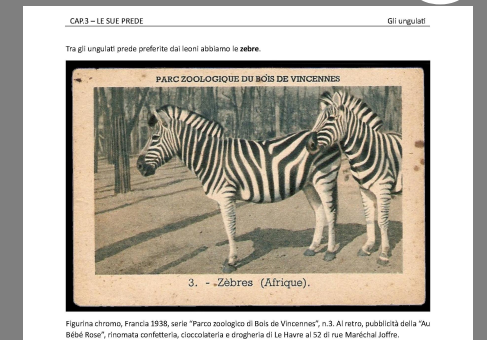 CAP.3 – LE SUE PREDE
Gli ungulati
Tra gli ungulati prede preferite dai leoni abbiamo le zebre.
PARC ZOOLOGIQUE DU BOIS DE VINCENNES
3. - Zèbres (Afrique).
Figurina chromo, Francia 1938, serie "Parco zoologico di Bois de Vincennes", n.3. Al retro, pubblicità della "Au
Bébé Rose", rinomata confetteria, cioccolateria e drogheria di Le Havre al 52 di rue Maréchal Joffre.